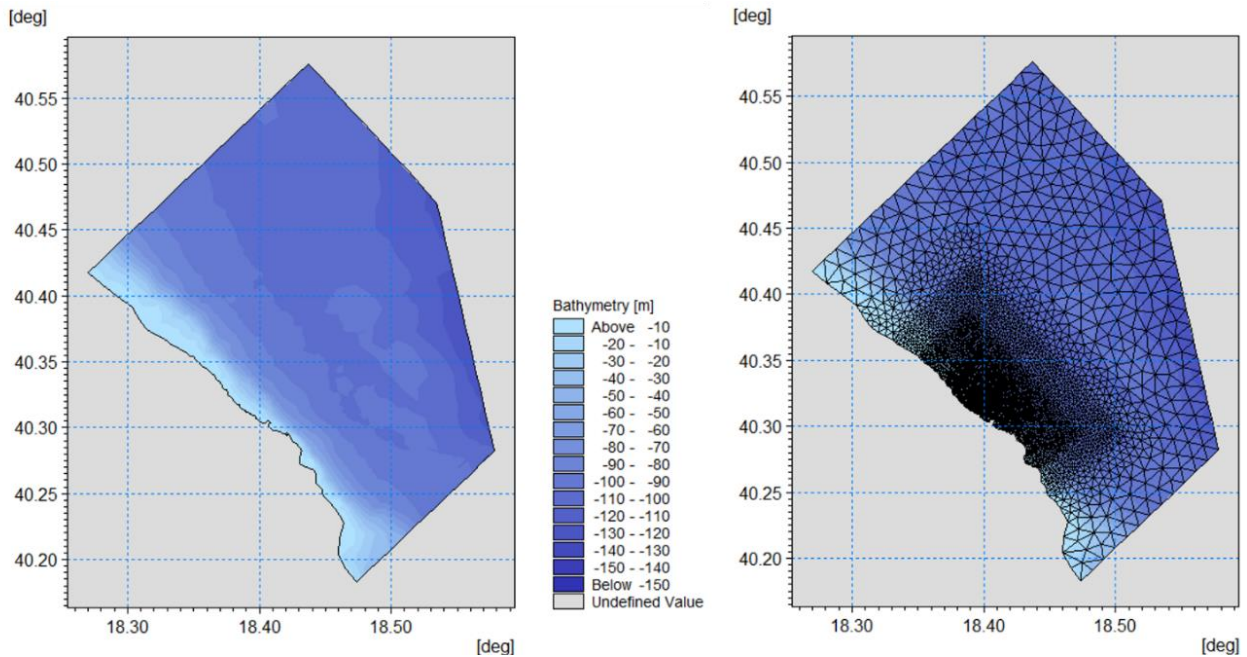 [deg]
40.55
40.50
40.45
40.40
40.35
40.30
40.25
40.20
18.30 18.40 18.50
[deg]
Bathymetry [m]
Above -10
-20 - -10
-30 - -20
-40 - -30
-50 - -40
-60 - -50
-70 - -60
-80 - -70
-90 - -80
-100 - -90
-110 - -100
-120 - -110
-130 - -120
-140 - -130
-150 - -140
Below -150
Undefined Value
[deg]
40.55
40.50
40.45
40.40
40.35
40.30
40.25
40.20
18.30 18.40 18.50
[deg]